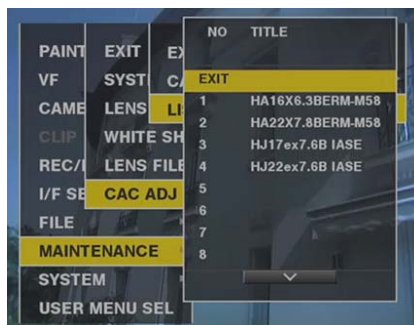 PAINT
VF
CAME
CLIP
REC/
I/F SE
FILE
MAINTENANCE
SYSTEM
USER MENU SEL
EXIT
SYST
LENS
WHITE SH
LENS FILE
CAC ADJ
EX
CA
LI
NO TITLE
EXIT
1 HA16X6.3BERM-M58
2 HA22X7.8BERM-M58
3 HJ17ex7.6B IASE
4 HJ22ex7.6B IASE
5
6
7
8